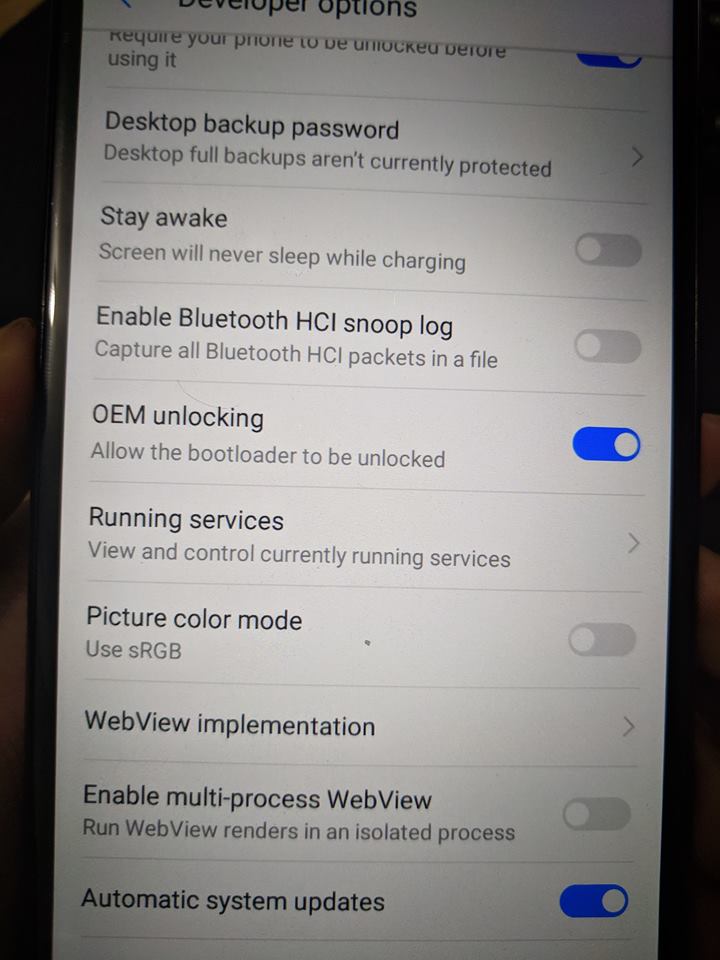 Developer options
Require your phone to be unlocked before
using it
Desktop backup password
Desktop full backups aren't currently protected
Stay awake
Screen will never sleep while charging
Enable Bluetooth HCI snoop log
Capture all Bluetooth HCI packets in a file
OEM unlocking
Allow the bootloader to be unlocked
Running services
View and control currently running services
Picture color mode
Use sRGB
WebView implementation
Enable multi-process WebView
Run WebView renders in an isolated process
Automatic system updates